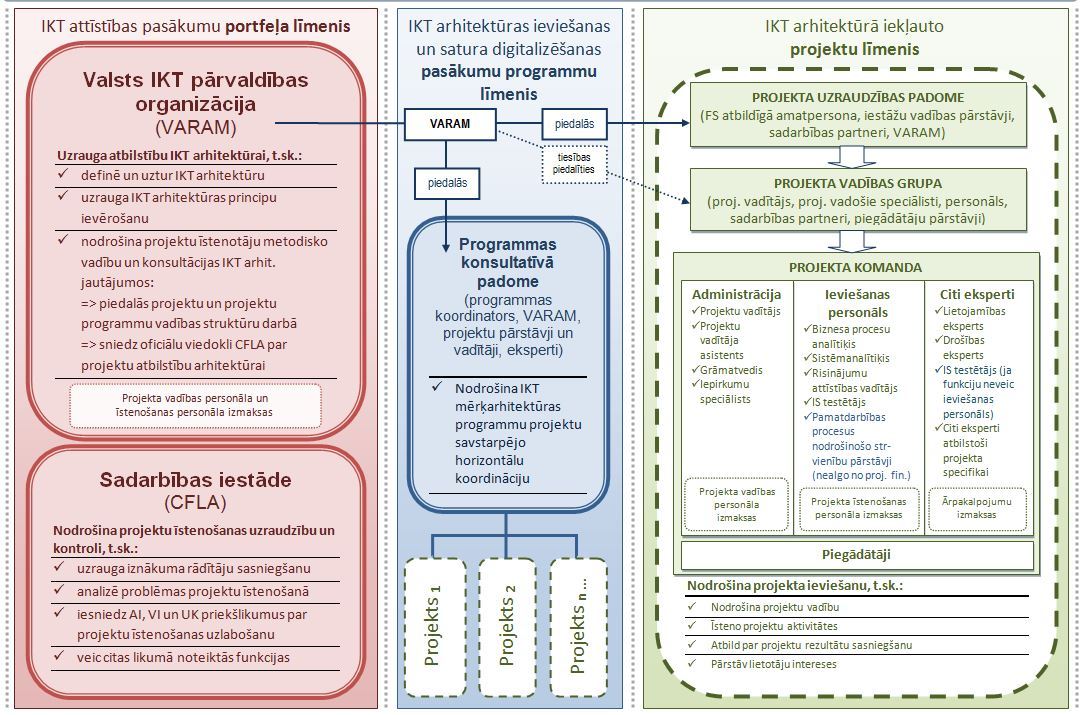 IKT attīstības pasākumu portfeļa līmenis
Valsts IKT pārvaldības
organizācija
(VARAM)
Uzrauga atbilstību IKT arhitektūrai, t.sk.:
✓ definē un uztur IKT arhitektūru
✓ uzrauga IKT arhitektūras principu
ievērošanu
✓ nodrošina projektu īstenotāju metodisko
vadību un konsultācijas IKT arhit.
jautājumos:
=> piedalās projektu un projektu
programmu vadības struktūru darbā
=> sniedz oficiālu viedokli CFLA par
projektu atbilstību arhitektūrai
Projekta vadības personāla un
īstenošanas personāla izmaksas
Sadarbības iestāde
(CFLA)
Nodrošina projektu īstenošanas uzraudzību un
kontroli, t.sk.:
✓ uzrauga iznākuma rādītāju sasniegšanu
✓ analizē problēmas projektu īstenošanā
✓ iesniedz AI, VI un UK priekšlikumus par
projektu īstenošanas uzlabošanu
✓ veic citas likumā noteiktās funkcijas
IKT arhitektūras ieviešanas
un satura digitalizēšanas
pasākumu programmu
līmenis
VARAM
piedalās
tiesības
piedalīties
piedalās
Programmas
konsultatīvā
padome
(programmas
koordinators, VARAM,
projektu pārstāvji un
vadītāji, eksperti)
✓ Nodrošina IKT
mērķarhitektūras
programmu projektu
savstarpējo
horizontālu
koordināciju
Projekts 1
Projekts 2
Projekts n ...
IKT arhitektūrā iekļauto
projektu līmenis
PROJEKTA UZRAUDZĪBAS PADOME
(FS atbildīgā amatpersona, iestāžu vadības pārstāvji,
sadarbības partneri, VARAM)
PROJEKTA VADĪBAS GRUPA
(proj. vadītājs, proj. vadošie speciālisti, personāls,
sadarbības partneri, piegādātāju pārstāvji)
PROJEKTA KOMANDA
Administrācija
✓Projektu vadītājs
✓Projektu
vadītāja
asistents
✓Grāmatvedis
✓Iepirkumu
speciālists
Projekta vadības
personāla
izmaksas
Ieviešanas
personāls
✓Biznesa procesu
analītiķis
✓Sistēmanalītiķis
✓Risinājumu
attīstības vadītājs
✓IS testētājs
✓Pamatdarbības
procesus
nodrošinošo str-
vienību pārstāvji
(nealgo no proj. fin.)
Projekta īstenošanas
personāla izmaksas
Citi eksperti
✓Lietojamības
eksperts
✓Drošības
eksperts
✓IS testētājs (ja
funkciju neveic
ieviešanas
personāls)
✓Citi eksperti
atbilstoši
projekta
specifikai
Ārpakalpojumu
izmaksas
Piegādātāji
Nodrošina projekta ieviešanu, t.sk.:
✓ Nodrošina projektu vadību
✓ Īsteno projektu aktivitātes
✓ Atbild par projektu rezultātu sasniegšanu
✓ Pārstāv lietotāju intereses